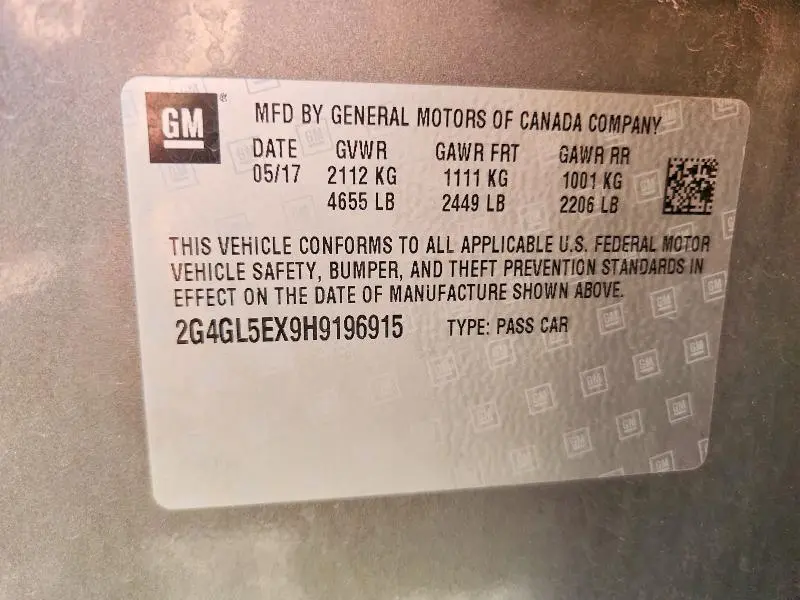 GM® MFD BY GENERAL MOTORS OF CANADA COMPANY
DATE GVWR GAWR FRT GAWR RR
05/17 2112 KG 1111 KG 1001 KG
4655 LB 2449 LB 2206 LB
THIS VEHICLE CONFORMS TO ALL APPLICABLE U.S. FEDERAL MOTOR
VEHICLE SAFETY, BUMPER, AND THEFT PREVENTION STANDARDS IN
EFFECT ON THE DATE OF MANUFACTURE SHOWN ABOVE.
2G4GL5EX9H9196915 TYPE: PASS CAR